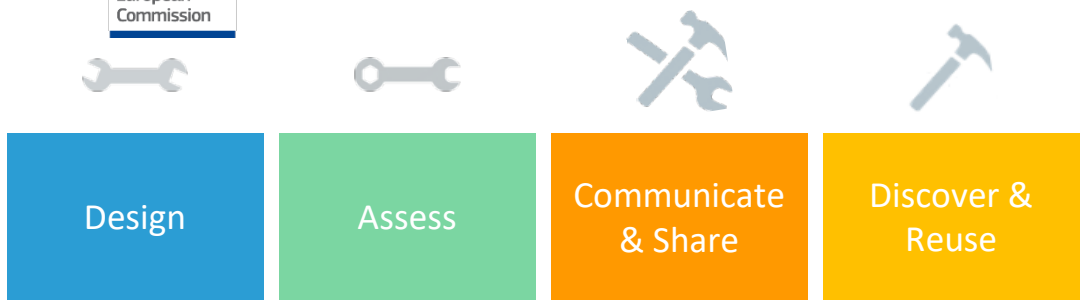 Commission
Design
Assess
Communicate
& Share
Discover &
Reuse